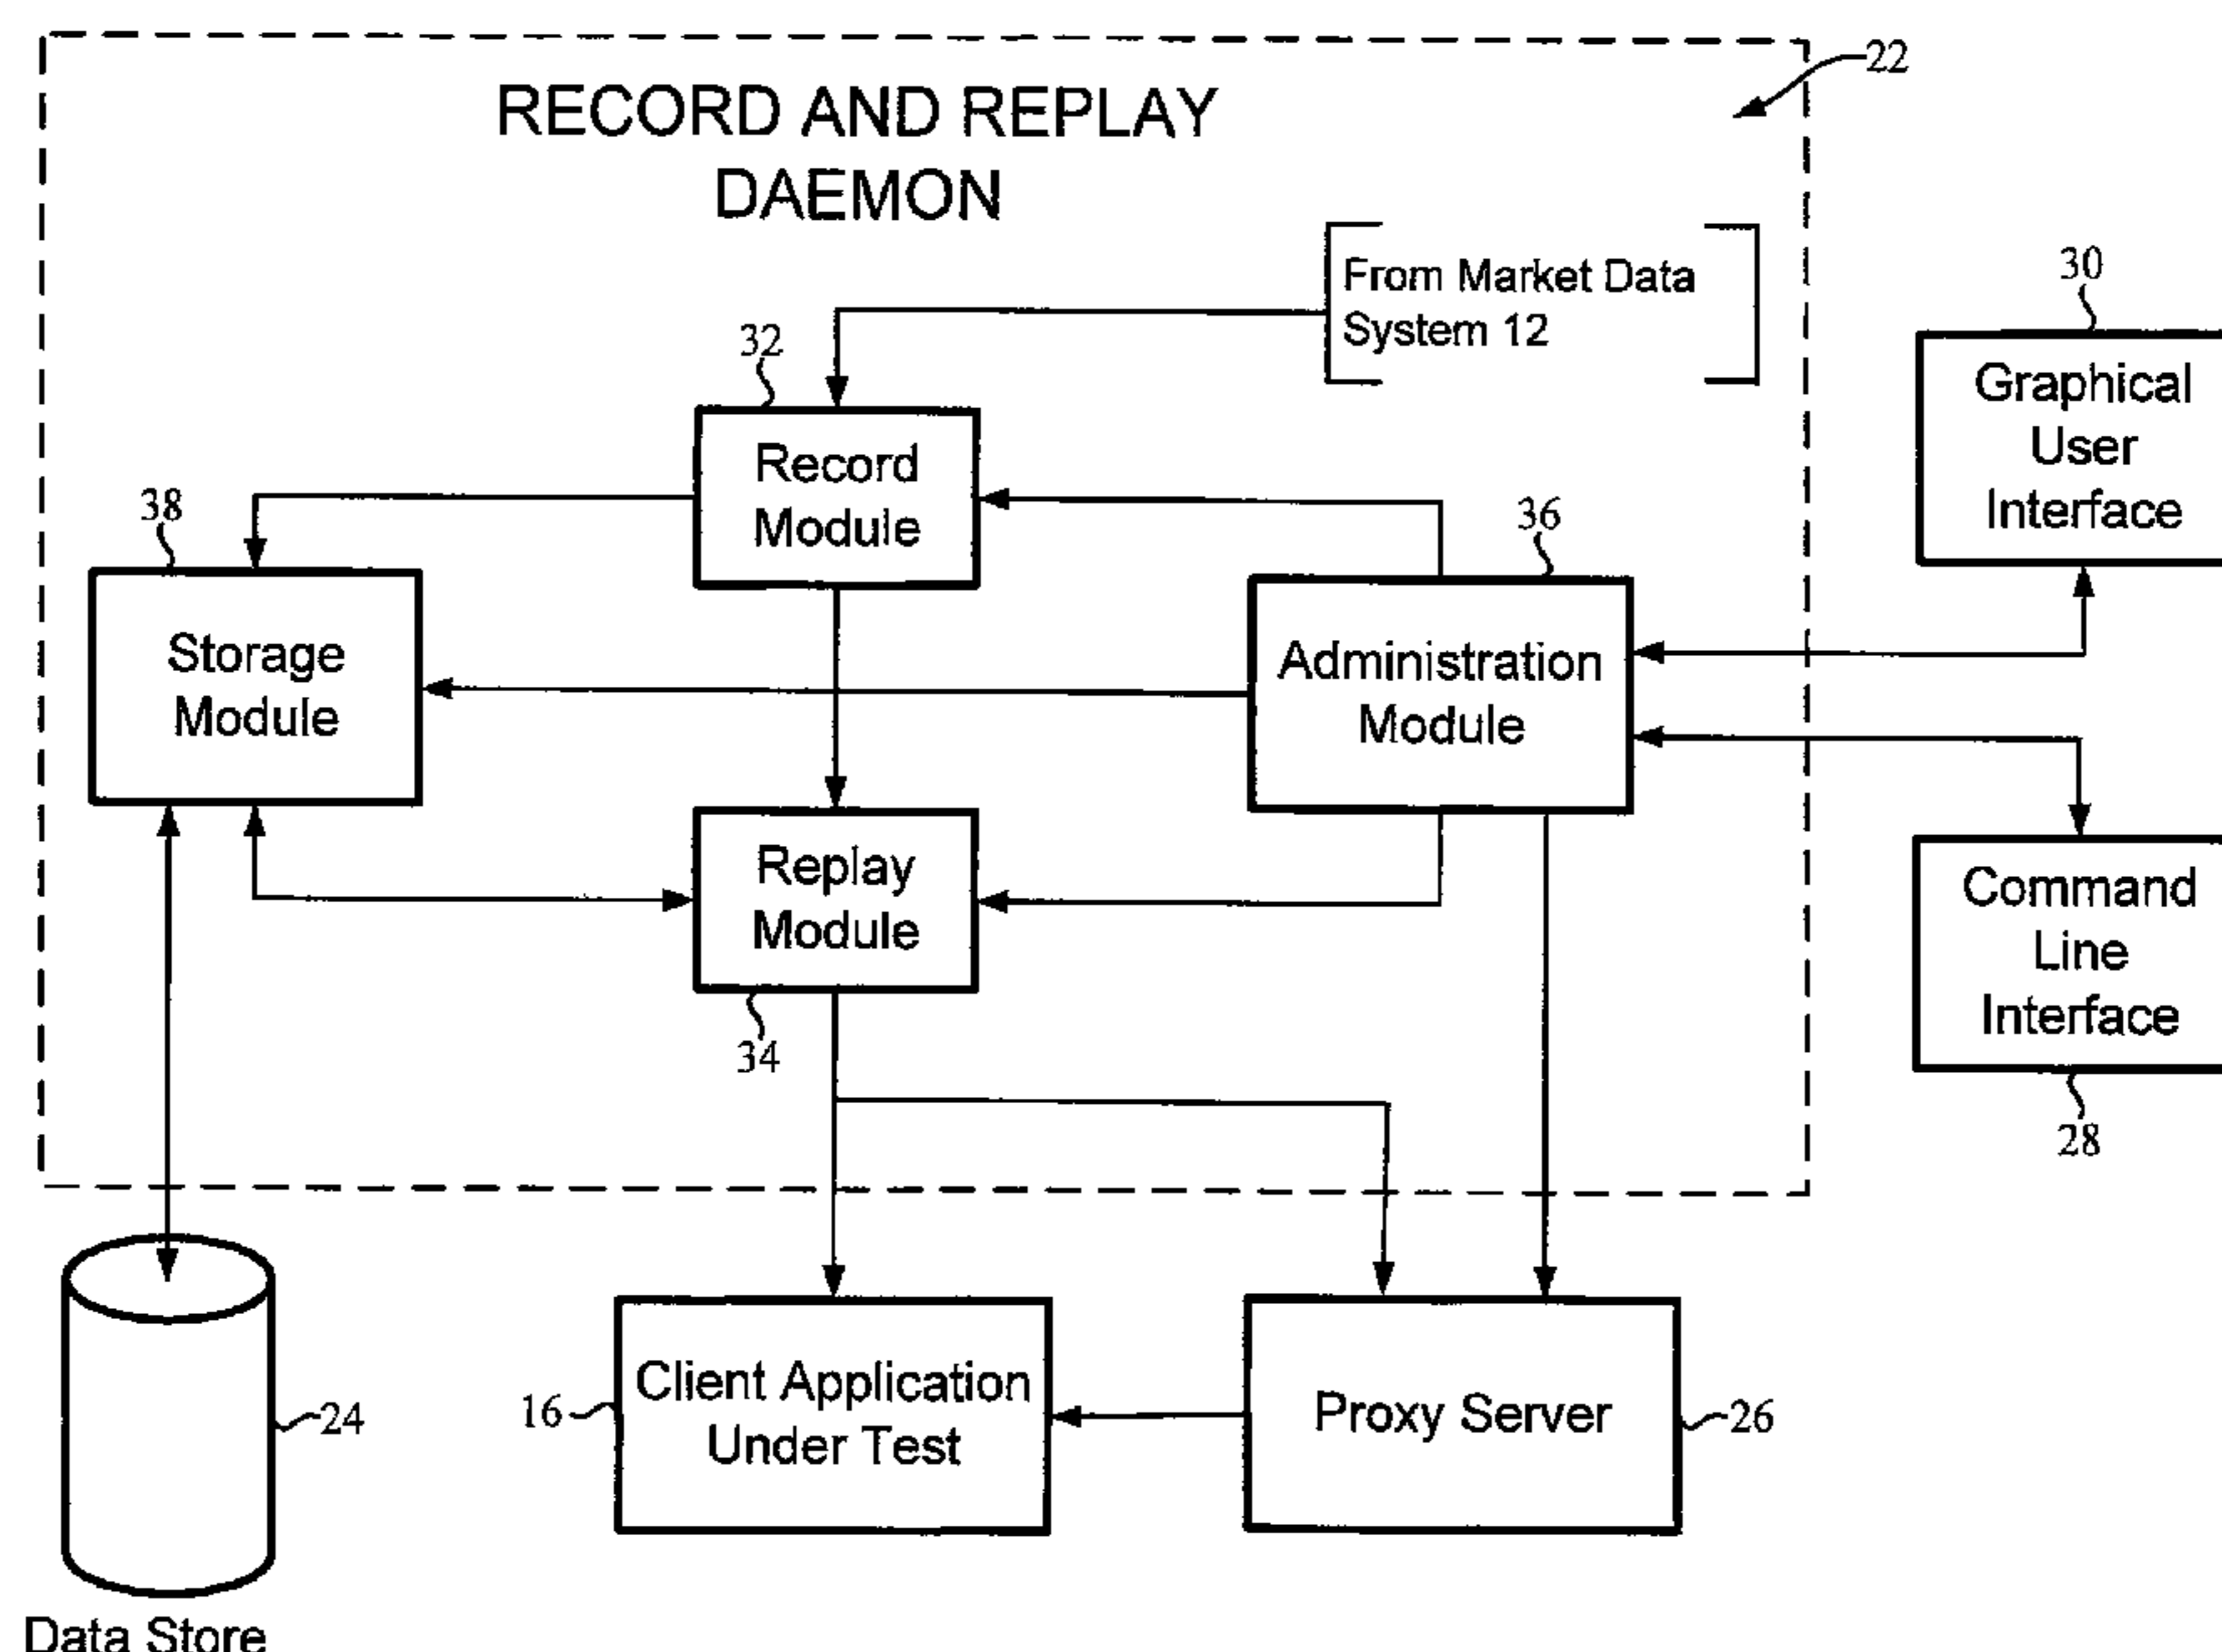 22
RECORD AND REPLAY
DAEMON
From Market Data
System 12
30
Graphical
User
Interface
32
Record
Module
38
36
Storage
Module
Administration
Module
Replay
Module
Command
Line
Interface
34
28
Client Application
Under Test
16
Proxy Server
26
24
Data Store